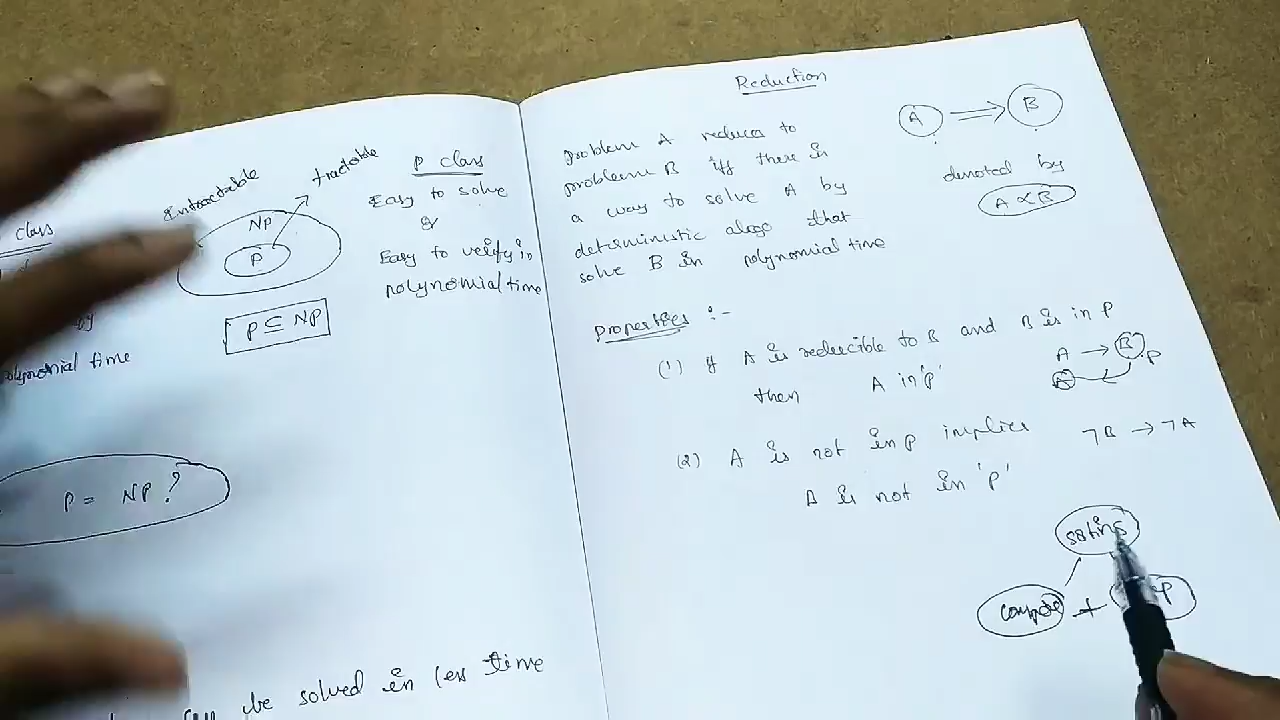 class
polynomial time
Intractable
tractable
NP
P
P ⊆ NP
P = NP ?
P class
Easy to solve
&
Easy to verify in
polynomial time
be solved in less time
Reduction
problem A reduces to
problem B iff there is
a way to solve A by
deterministic algo that
solve B in polynomial time
A ⇒ B
denoted by
A ∝ B
properties :-
(1) if A is reducible to B and B is in P
then A in 'P'
A → B P
A
(2) A is not in p implies
B is not in 'P'
¬B → ¬A
compute +